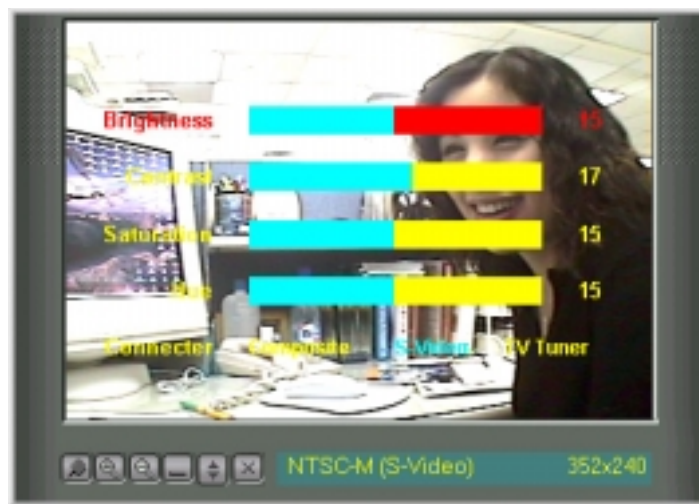 Brightness 15
Contrast 17
Saturation 15
Hue 15
Connecter Composite S-Video TV Tuner
NTSC-M (S-Video) 352x240